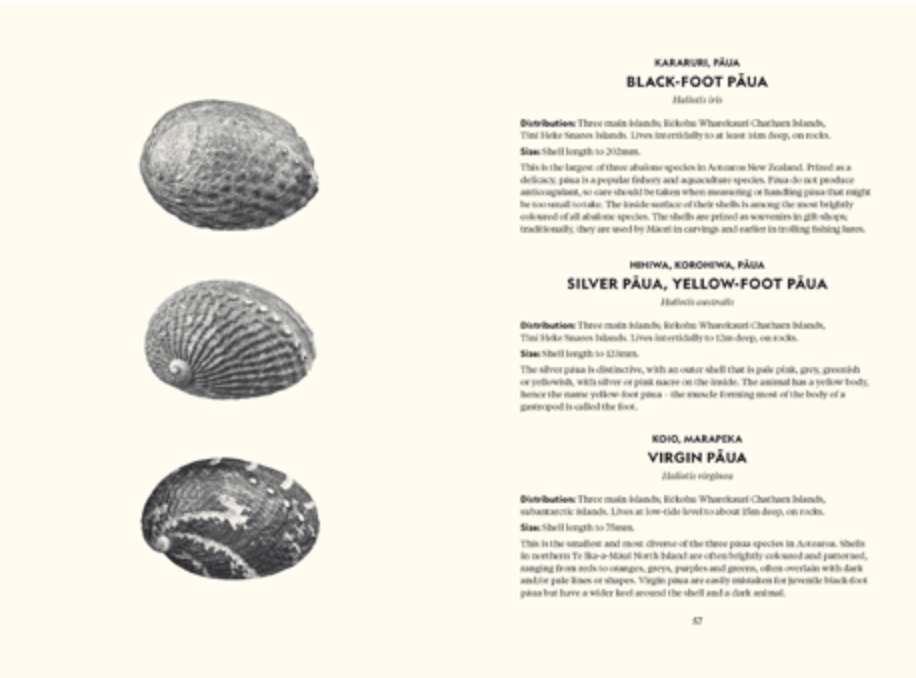 KARARURI, PĀUA
BLACK-FOOT PĀUA
Haliotis iris
Distribution: Three main islands; Rēkohu Wharekauri Chatham Islands,
Tini Heke Snares Islands. Lives intertidally to at least 16m deep, on rocks.
Size: Shell length to 202mm.
This is the largest of three abalone species in Aotearoa New Zealand. Prized as a
delicacy, pāua is a popular fishery and aquaculture species. Pāua do not produce
anticoagulant, so care should be taken when measuring or handling pāua that might
be too small to take. The inside surface of their shells is among the most brightly
coloured of all abalone species. The shells are prized as souvenirs in gift shops;
traditionally, they are used by Māori in carvings and earlier in trolling fishing lures.
HIHIWA, KOROHIWA, PĀUA
SILVER PĀUA, YELLOW-FOOT PĀUA
Haliotis australis
Distribution: Three main islands; Rēkohu Wharekauri Chatham Islands,
Tini Heke Snares Islands. Lives intertidally to 12m deep, on rocks.
Size: Shell length to 123mm.
The silver pāua is distinctive, with an outer shell that is pale pink, grey, greenish
or yellowish, with silver or pink nacre on the inside. The animal has a yellow body,
hence the name yellow-foot pāua – the muscle forming most of the body of a
gastropod is called the foot.
KOIO, MARAPEKA
VIRGIN PĀUA
Haliotis virginea
Distribution: Three main islands; Rēkohu Wharekauri Chatham Islands,
subantarctic islands. Lives at low-tide level to about 15m deep, on rocks.
Size: Shell length to 75mm.
This is the smallest and most diverse of the three pāua species in Aotearoa. Shells
in northern Te Ika-a-Māui North Island are often brightly coloured and patterned,
ranging from reds to oranges, greys, purples and greens, often overlain with dark
and/or pale lines or shapes. Virgin pāua are easily mistaken for juvenile black-foot
pāua but have a wider keel around the shell and a dark animal.
57